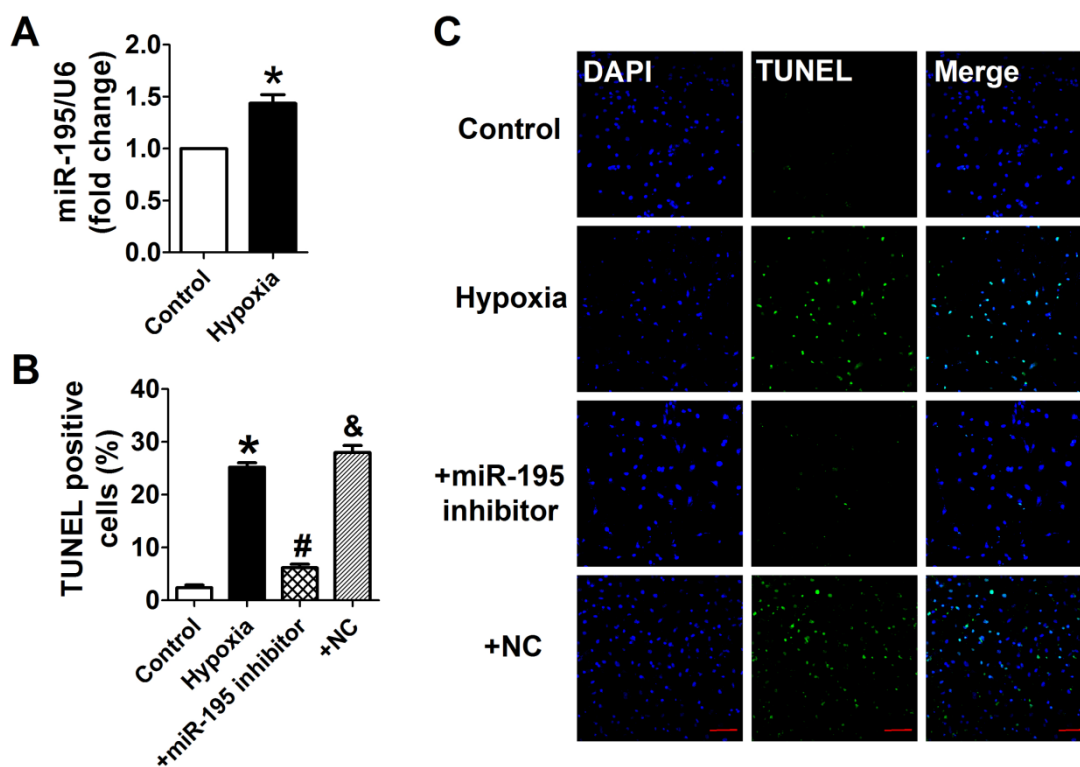 A
miR-195/U6
(fold change)
2.0
1.5
1.0
0.5
0.0
*
Control
Hypoxia
B
TUNEL positive
cells (%)
40
30
20
10
0
*
#
&
Control
Hypoxia
+miR-195 inhibitor
+NC
C
DAPI
TUNEL
Merge
Control
Hypoxia
+miR-195
inhibitor
+NC